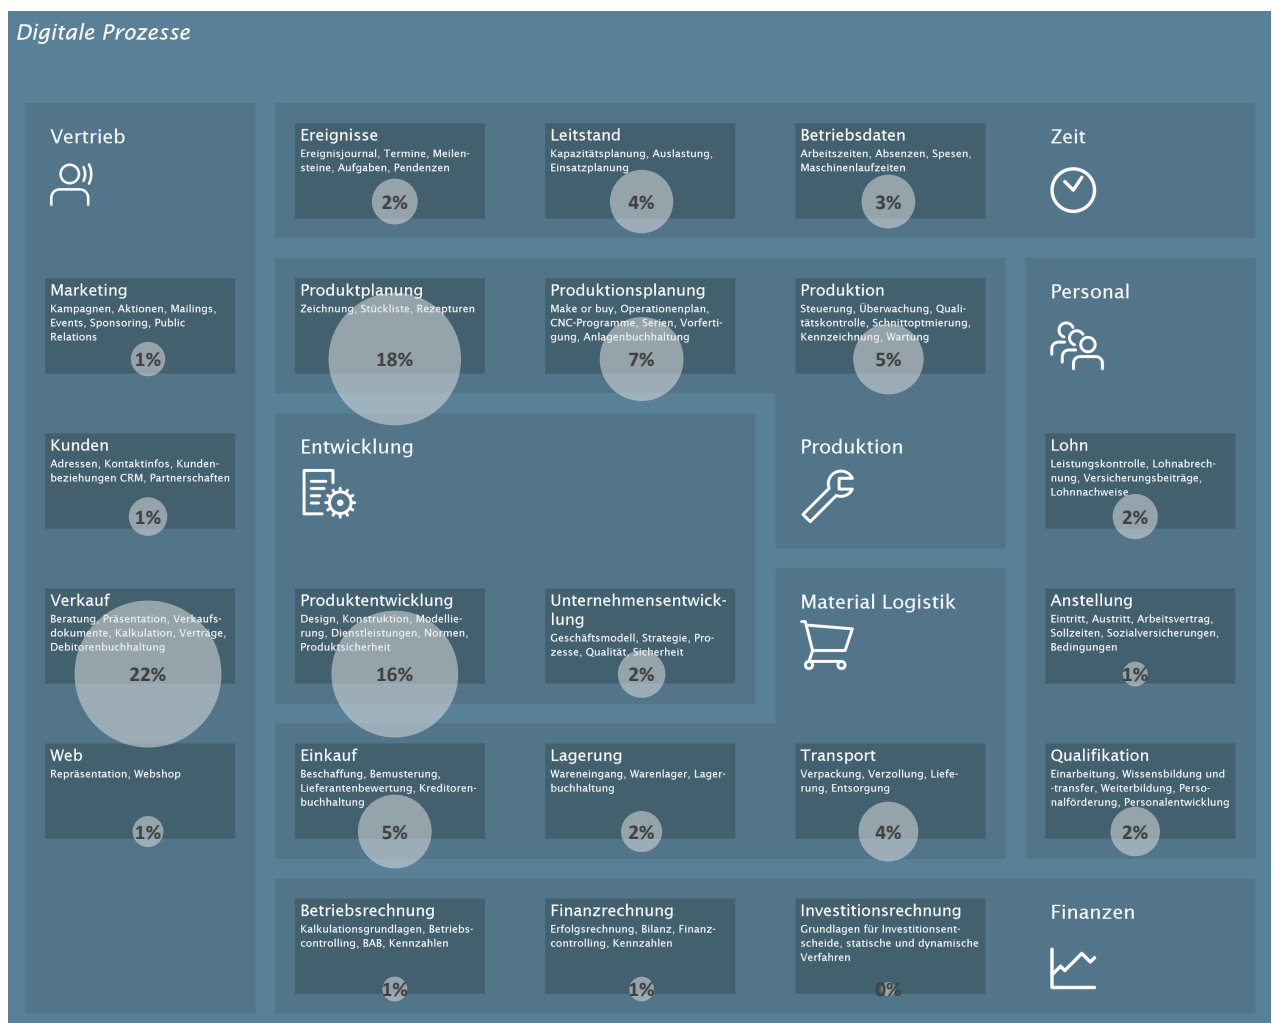 Digitale Prozesse
Vertrieb
Marketing
Kampagnen, Aktionen, Mailings,
Events, Sponsoring, Public
Relations
1%
Kunden
Adressen, Kontaktinfos, Kunden-
beziehungen CRM, Partnerschaften
1%
Verkauf
Beratung, Präsentation, Verkaufs-
dokumente, Kalkulation, Verträge,
Debitorenbuchhaltung
22%
Web
Repräsentation, Webshop
1%
Ereignisse
Ereignisjournal, Termine, Meilen-
steine, Aufgaben, Pendenzen
2%
Leitstand
Kapazitätsplanung, Auslastung,
Einsatzplanung
4%
Betriebsdaten
Arbeitszeiten, Absenzen, Spesen,
Maschinenlaufzeiten
3%
Zeit
Produktplanung
Zeichnung, Stückliste, Rezepturen
18%
Produktionsplanung
Make or buy, Operationenplan,
CNC-Programme, Serien, Vorferti-
gung, Anlagenbuchhaltung
7%
Produktion
Steuerung, Überwachung, Quali-
tätskontrolle, Schnittoptmierung,
Kennzeichnung, Wartung
5%
Produktion
Entwicklung
Produktentwicklung
Design, Konstruktion, Modellie-
rung, Dienstleistungen, Normen,
Produktsicherheit
16%
Unternehmensentwick-
lung
Geschäftsmodell, Strategie, Pro-
zesse, Qualität, Sicherheit
2%
Material Logistik
Einkauf
Beschaffung, Bemusterung,
Lieferantenbewertung, Kreditoren-
buchhaltung
5%
Lagerung
Wareneingang, Warenlager, Lager-
buchhaltung
2%
Transport
Verpackung, Verzollung, Liefe-
rung, Entsorgung
4%
Personal
Lohn
Leistungskontrolle, Lohnabrech-
nung, Versicherungsbeiträge,
Lohnnachweise
2%
Anstellung
Eintritt, Austritt, Arbeitsvertrag,
Sollzeiten, Sozialversicherungen,
Bedingungen
1%
Qualifikation
Einarbeitung, Wissensbildung und
-transfer, Weiterbildung, Perso-
nalförderung, Personalentwicklung
2%
Betriebsrechnung
Kalkulationsgrundlagen, Betriebs-
controlling, BAB, Kennzahlen
1%
Finanzrechnung
Erfolgsrechnung, Bilanz, Finanz-
controlling, Kennzahlen
1%
Investitionsrechnung
Grundlagen für Investitionsent-
scheide, statische und dynamische
Verfahren
0%
Finanzen